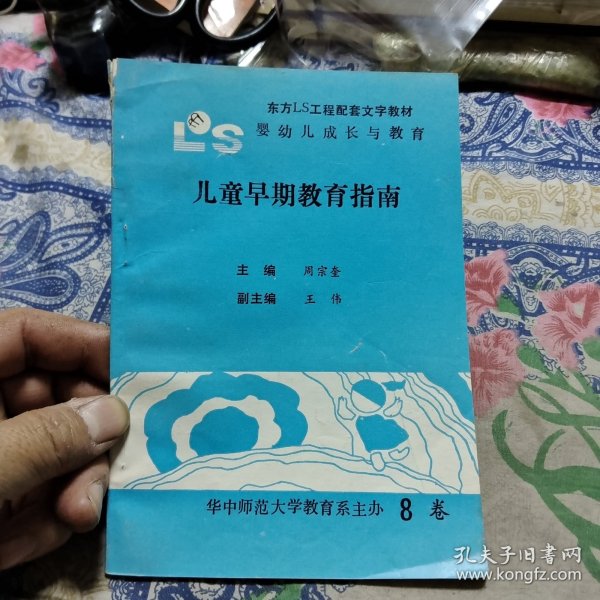 东方LS工程配套文字教材
LS
婴幼儿成长与教育
儿童早期教育指南
主 编 周宗奎
副主编 王 伟
华中师范大学教育系主办 8 卷
孔夫子旧书网
www.kongfz.com